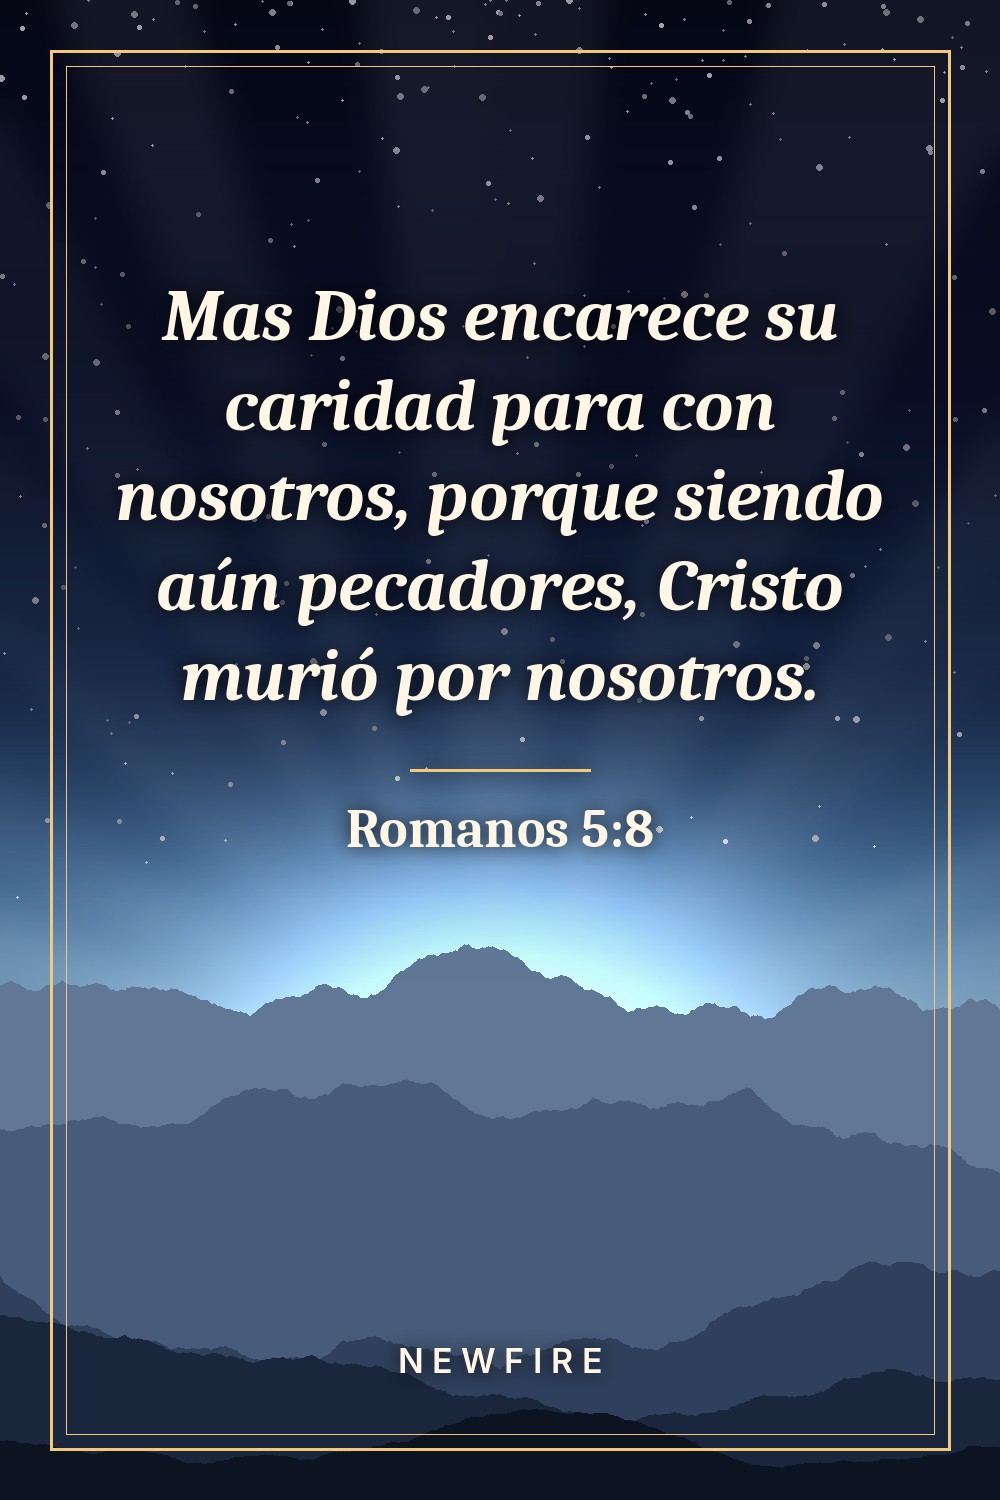 Mas Dios encarece su
caridad para con
nosotros, porque siendo
aún pecadores, Cristo
murió por nosotros.
Romanos 5:8
NEWFIRE